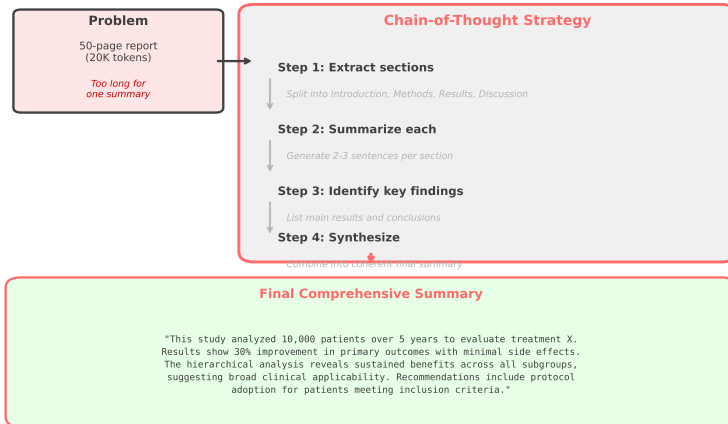 Problem
50-page report
(20K tokens)
Too long for
one summary
Chain-of-Thought Strategy
Step 1: Extract sections
Split into Introduction, Methods, Results, Discussion
Step 2: Summarize each
Generate 2-3 sentences per section
Step 3: Identify key findings
List main results and conclusions
Step 4: Synthesize
Combine into coherent final summary
Final Comprehensive Summary
"This study analyzed 10,000 patients over 5 years to evaluate treatment X.
Results show 30% improvement in primary outcomes with minimal side effects.
The hierarchical analysis reveals sustained benefits across all subgroups,
suggesting broad clinical applicability. Recommendations include protocol
adoption for patients meeting inclusion criteria."